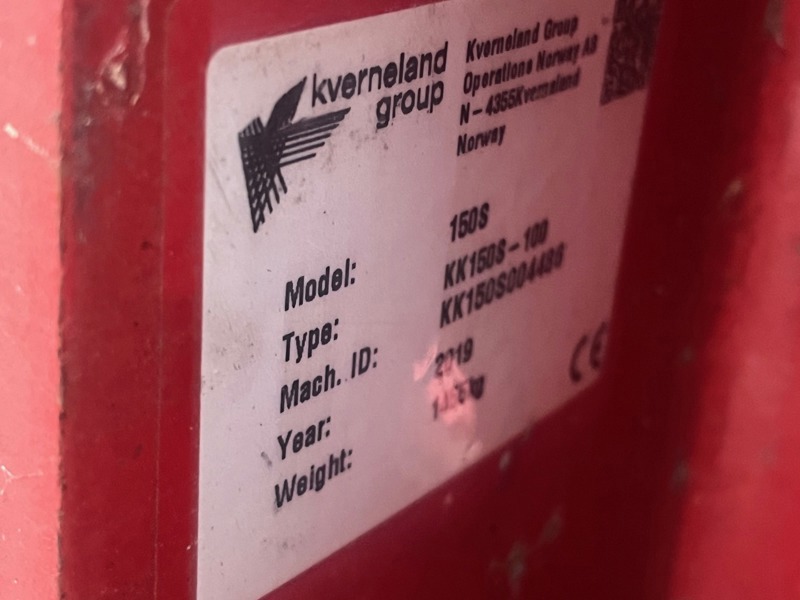 kverneland
group
Kverneland Group
Operations Norway AS
N-4355Kverneland
Norway
Model: 150S
Type: KK150S-100
Mach. ID:
Year: 2019
Weight: kg
CE